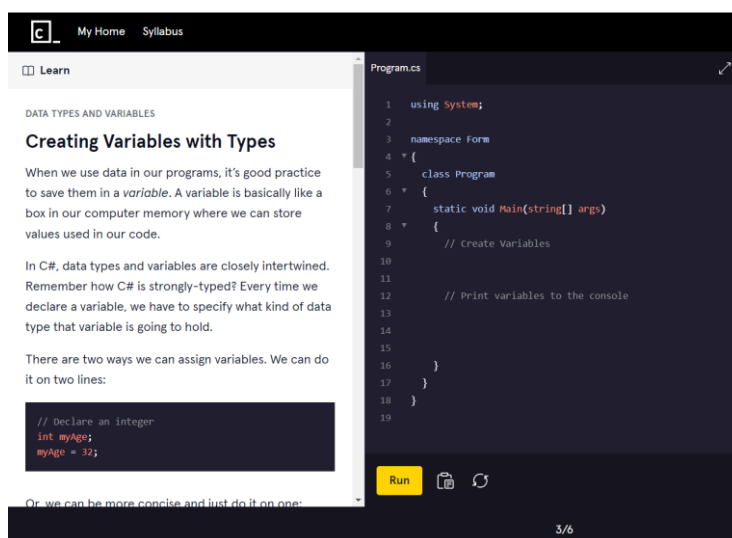 C_
My Home Syllabus
Learn
DATA TYPES AND VARIABLES
Creating Variables with Types
When we use data in our programs, it's good practice
to save them in a variable. A variable is basically like a
box in our computer memory where we can store
values used in our code.
In C#, data types and variables are closely intertwined.
Remember how C# is strongly-typed? Every time we
declare a variable, we have to specify what kind of data
type that variable is going to hold.
There are two ways we can assign variables. We can do
it on two lines:
// Declare an integer
int myAge;
myAge = 32;
Or, we can be more concise and just do it on one:
Program.cs
1 using System;
2
3 namespace Form
4 {
5 class Program
6 {
7 static void Main(string[] args)
8 {
9 // Create Variables
10
11
12 // Print variables to the console
13
14
15
16 }
17 }
18 }
19
Run
3/6